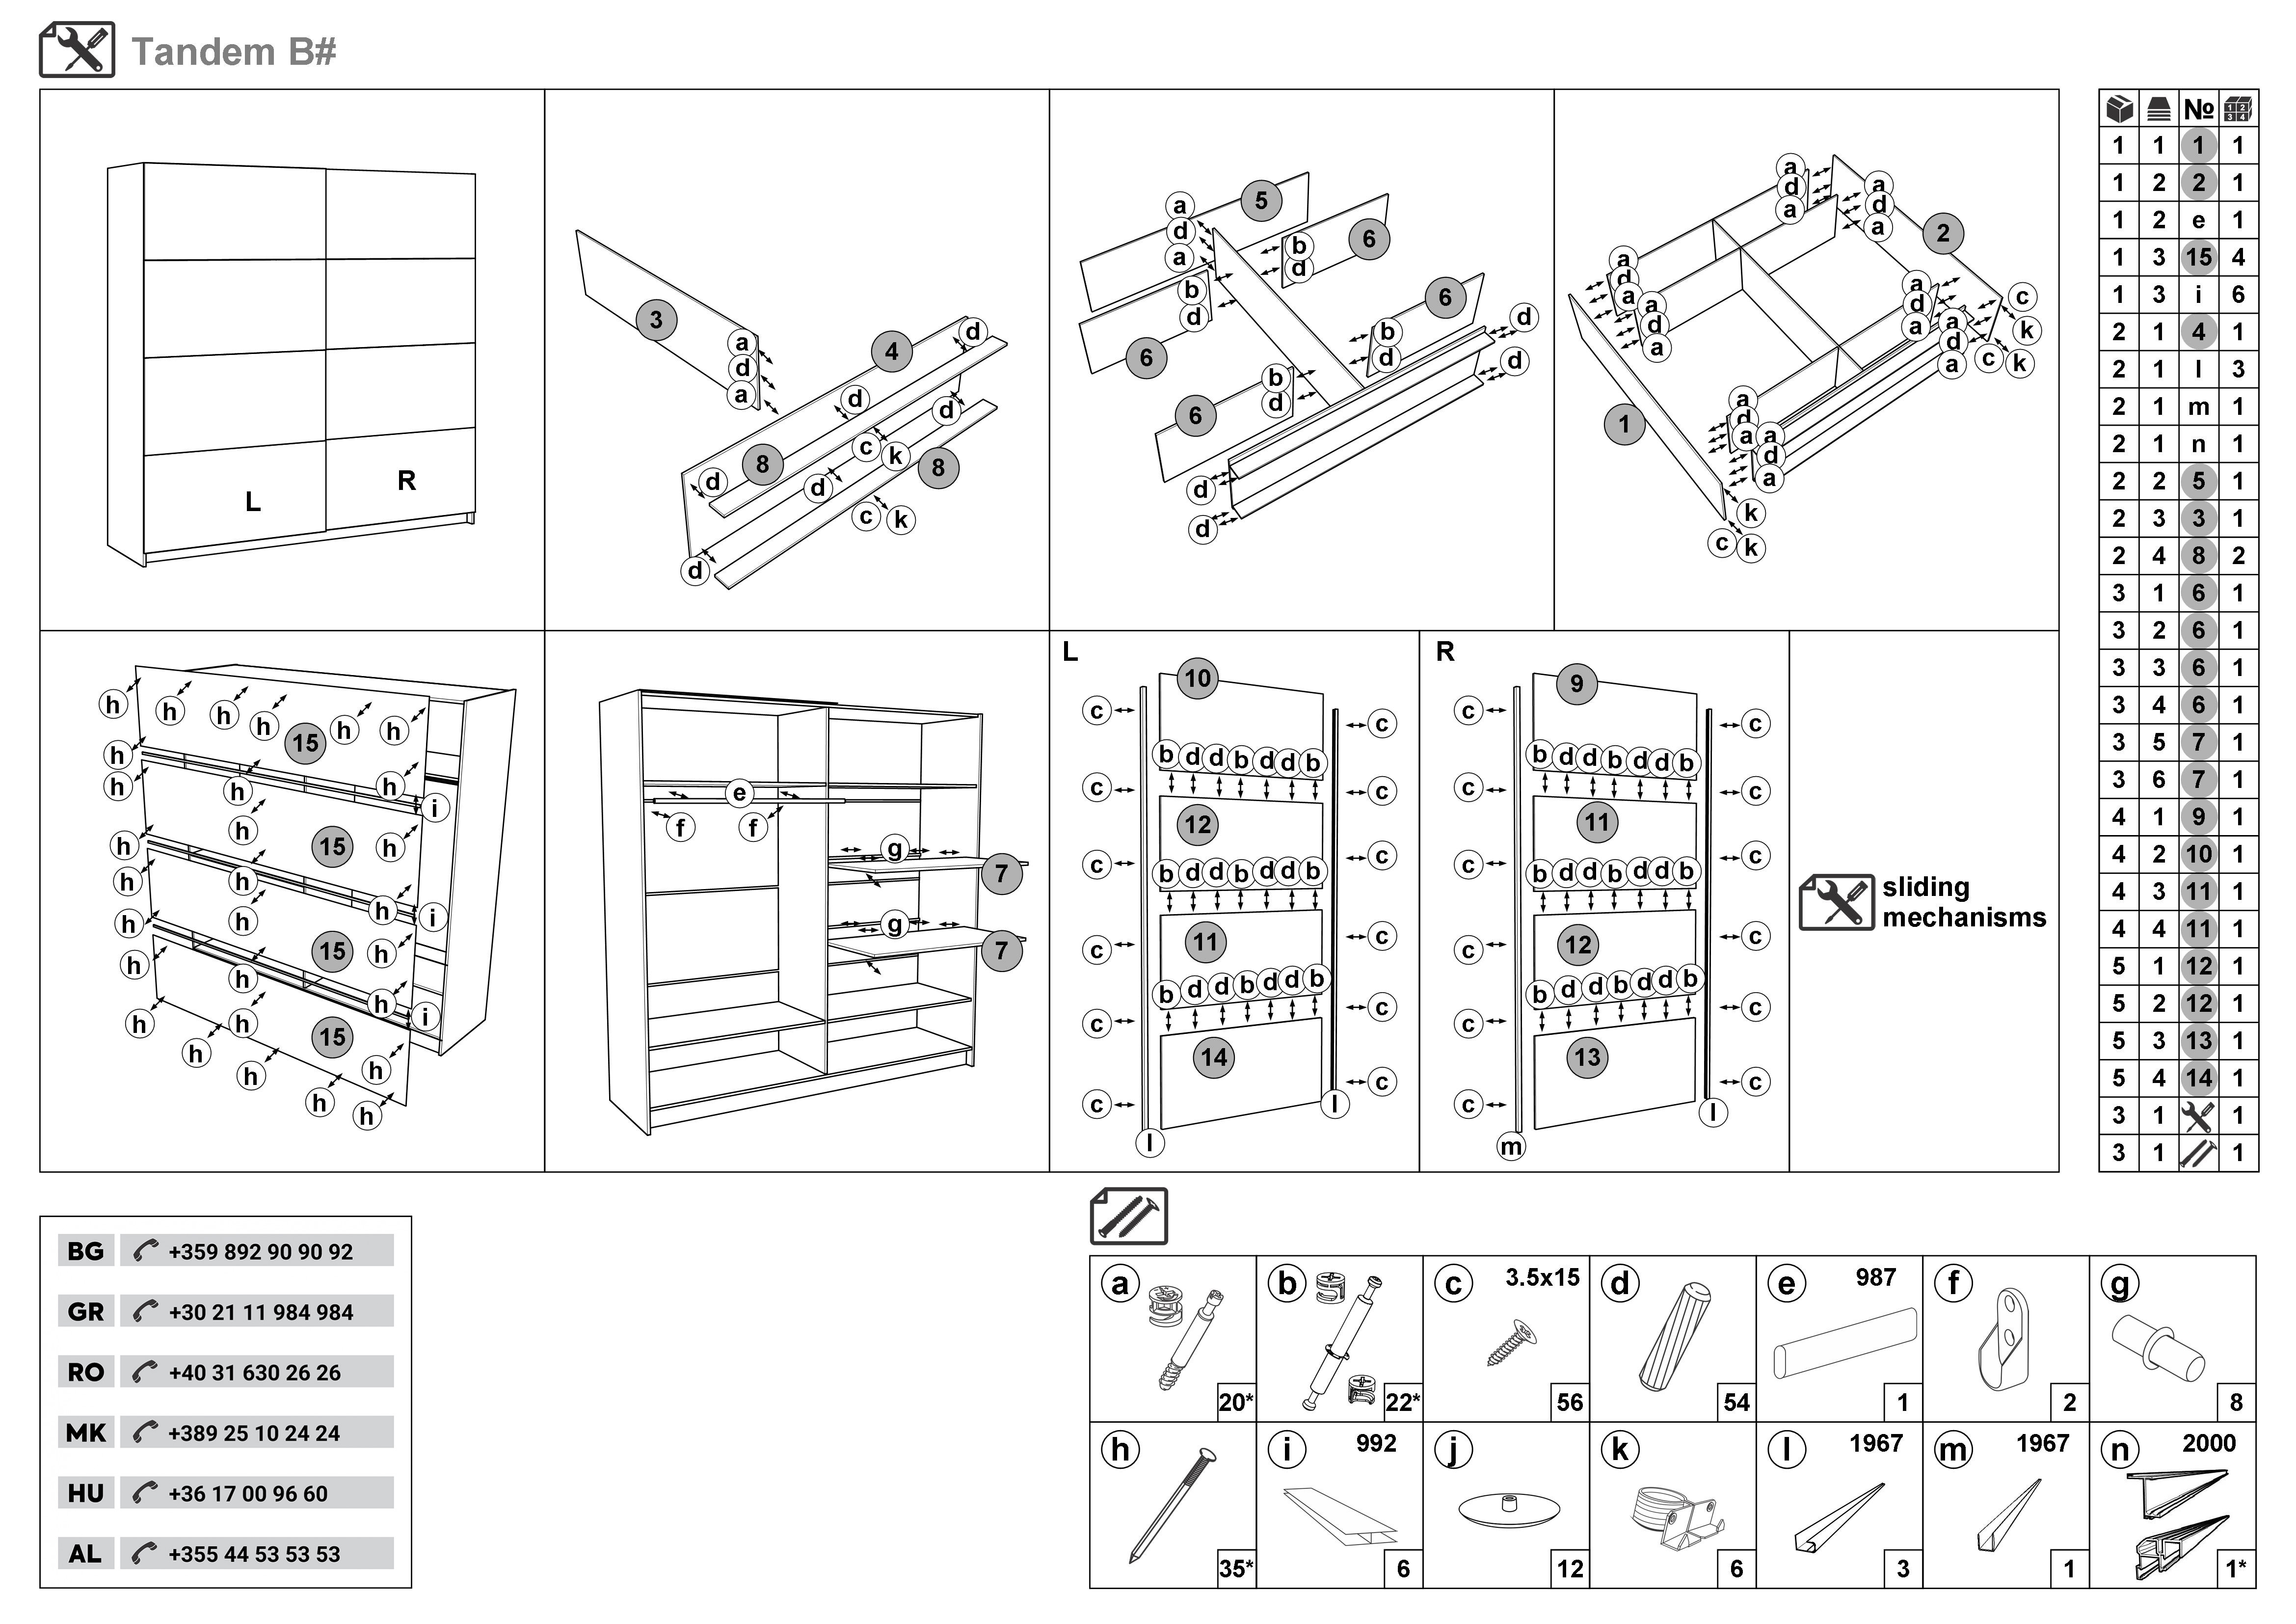 Tandem B#
L
R
3
a
d
a
4
d
d
d
8
c
k
8
d
d
c
k
d
a
d
a
5
6
b
d
b
d
6
6
b
d
d
d
b
d
6
d
d
a
d
a
a
d
a
2
a
d
a
a
d
a
a
d
a
a
d
a
c
k
c
k
1
a
d
a
a
d
a
k
c
k
h
h
h
h
h
h
15
h
h
h
h
i
h
h
15
h
h
h
h
i
h
h
15
h
h
h
h
i
h
h
15
h
h
h
h
h
h
e
f
f
g
7
g
7
L
10
c
c
b d d b d d b
c
c
12
c
c
b d d b d d b
11
c
c
b d d b d d b
c
c
14
c
c
l
l
R
9
c
c
b d d b d d b
c
c
11
c
c
b d d b d d b
12
c
c
b d d b d d b
c
c
13
c
c
l
m
sliding
mechanisms
№
1 1 1 1
1 2 2 1
1 2 e 1
1 3 15 4
1 3 i 6
2 1 4 1
2 1 l 3
2 1 m 1
2 1 n 1
2 2 5 1
2 3 3 1
2 4 8 2
3 1 6 1
3 2 6 1
3 3 6 1
3 4 6 1
3 5 7 1
3 6 7 1
4 1 9 1
4 2 10 1
4 3 11 1
4 4 11 1
5 1 12 1
5 2 12 1
5 3 13 1
5 4 14 1
3 1 1
3 1 1
BG +359 892 90 90 92
GR +30 21 11 984 984
RO +40 31 630 26 26
MK +389 25 10 24 24
HU +36 17 00 96 60
AL +355 44 53 53 53
a b c 3.5x15 d e 987 f g
20* 22* 56 54 1 2 8
h i 992 j k l 1967 m 1967 n 2000
35* 6 12 6 3 1 1*